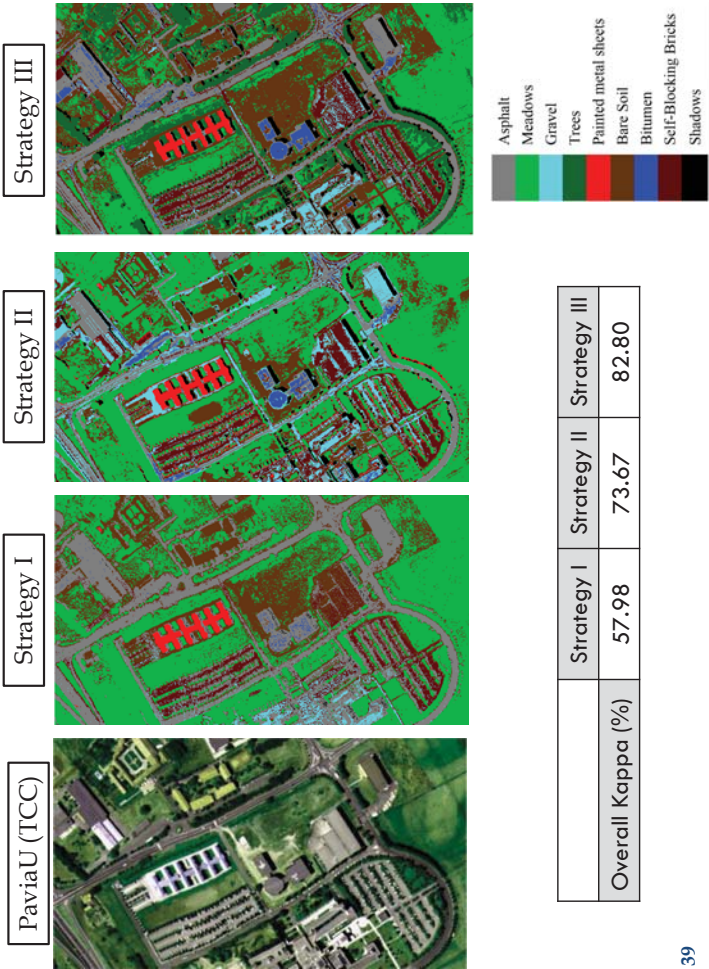 PaviaU (TCC)
Strategy I
Strategy II
Strategy III
Strategy I Strategy II Strategy III
Overall Kappa (%) 57.98 73.67 82.80
Asphalt
Meadows
Gravel
Trees
Painted metal sheets
Bare Soil
Bitumen
Self-Blocking Bricks
Shadows
39